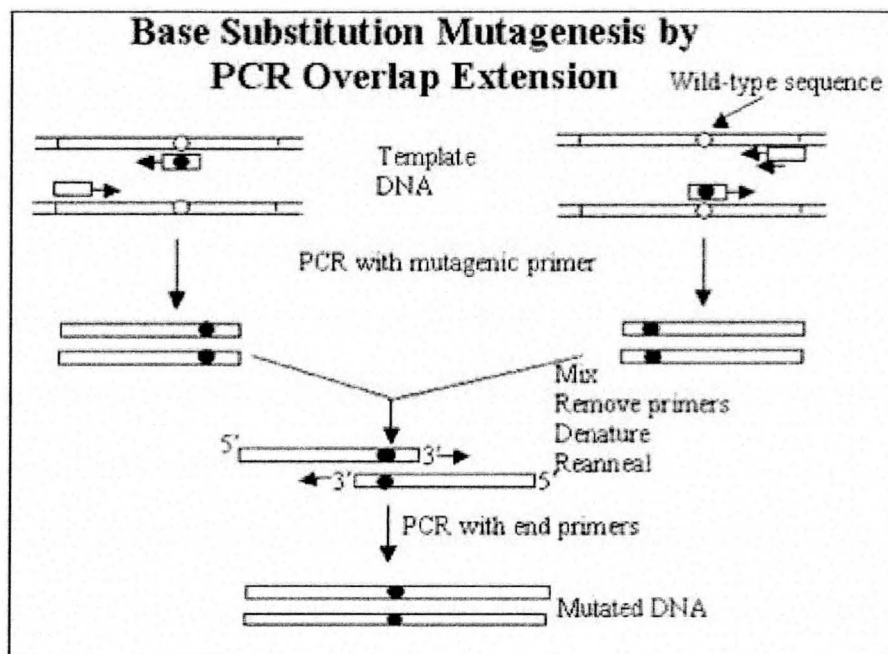 Base Substitution Mutagenesis by
PCR Overlap Extension
Wild-type sequence
Template
DNA
PCR with mutagenic primer
Mix
Remove primers
Denature
Reanneal
5'
3'
3'
5'
PCR with end primers
Mutated DNA